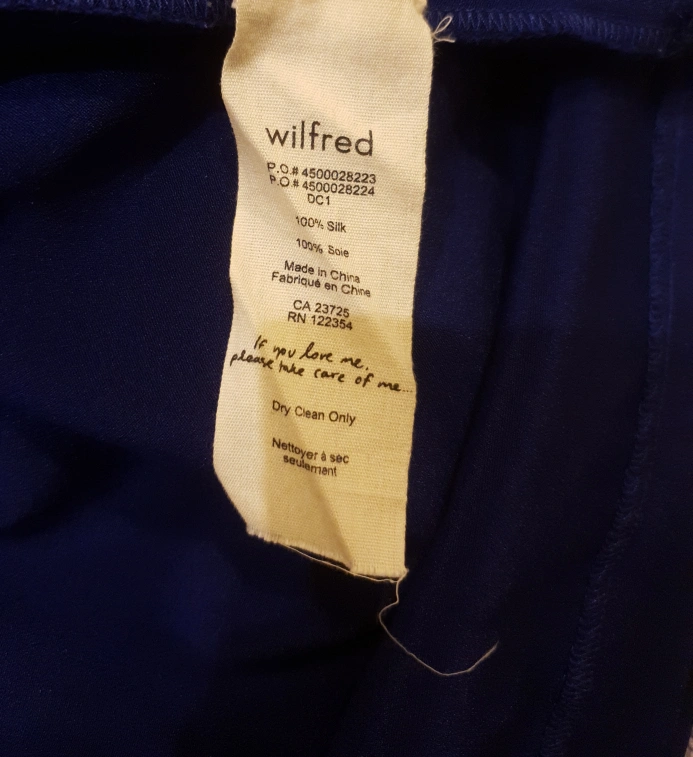 wilfred
P.O.# 4500028223
P.O.# 4500028224
DC1
100% Silk
100% Soie
Made in China
Fabriqué en Chine
CA 23725
RN 122354
If you love me,
please take care of me...
Dry Clean Only
Nettoyer à sec
seulement